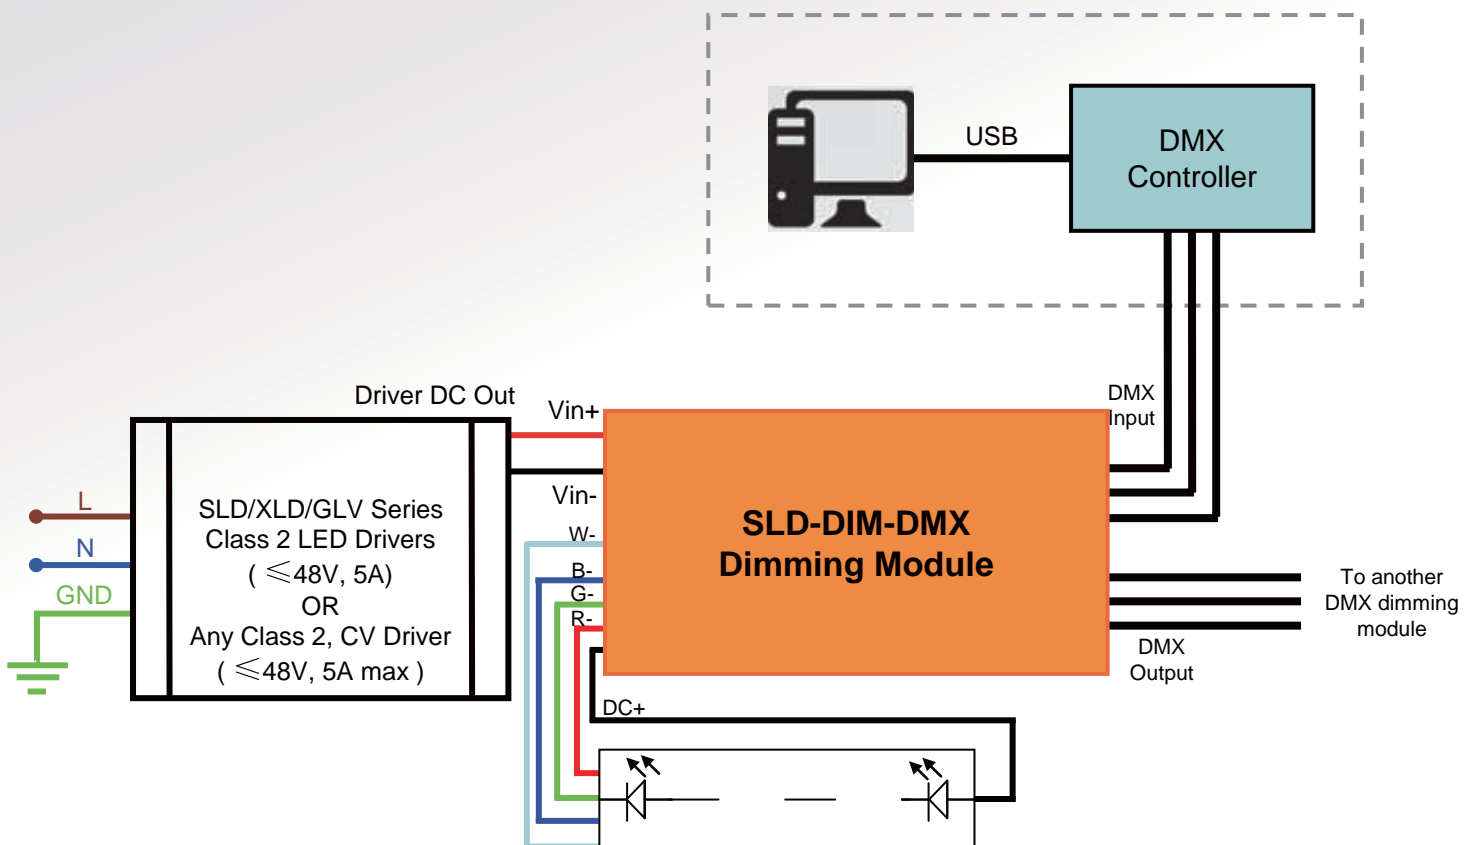 USB
DMX
Controller
Driver DC Out
Vin+
DMX
Input
L
N
GND
SLD/XLD/GLV Series
Class 2 LED Drivers
( ≤48V, 5A)
OR
Any Class 2, CV Driver
( ≤48V, 5A max )
Vin-
W-
B-
G-
R-
SLD-DIM-DMX
Dimming Module
To another
DMX dimming
module
DMX
Output
DC+